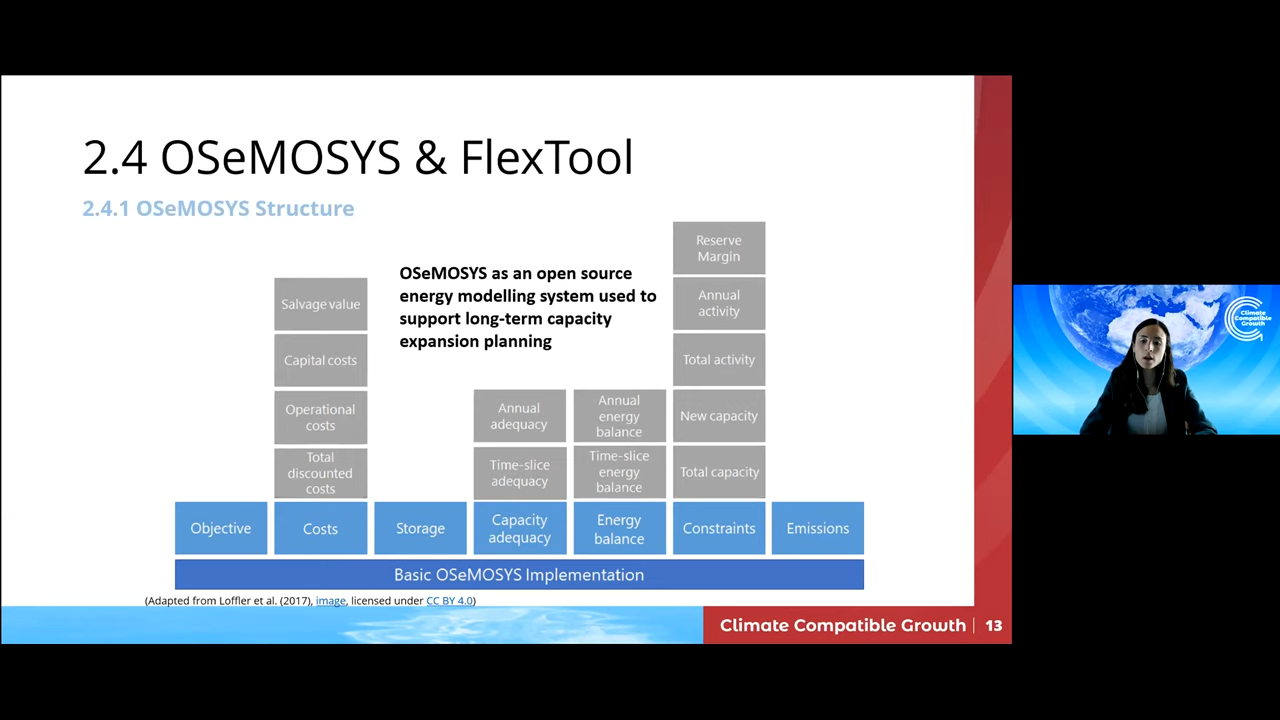 2.4 OSeMOSYS & FlexTool
2.4.1 OSeMOSYS Structure
OSeMOSYS as an open source
energy modelling system used to
support long-term capacity
expansion planning
Salvage value
Capital costs
Operational
costs
Total
discounted
costs
Annual
adequacy
Time-slice
adequacy
Annual
energy
balance
Time-slice
energy
balance
Reserve
Margin
Annual
activity
Total activity
New capacity
Total capacity
Objective
Costs
Storage
Capacity
adequacy
Energy
balance
Constraints
Emissions
Basic OSeMOSYS Implementation
(Adapted from Loffler et al. (2017), image, licensed under CC BY 4.0)
Climate Compatible Growth | 13
Climate
Compatible
Growth